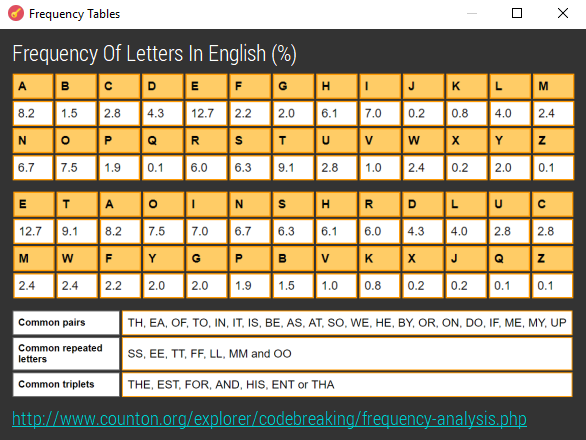 Frequency Tables
Frequency Of Letters In English (%)
A B C D E F G H I J K L M
8.2 1.5 2.8 4.3 12.7 2.2 2.0 6.1 7.0 0.2 0.8 4.0 2.4
N O P Q R S T U V W X Y Z
6.7 7.5 1.9 0.1 6.0 6.3 9.1 2.8 1.0 2.4 0.2 2.0 0.1
E T A O I N S H R D L U C
12.7 9.1 8.2 7.5 7.0 6.7 6.3 6.1 6.0 4.3 4.0 2.8 2.8
M W F Y G P B V K X J Q Z
2.4 2.4 2.2 2.0 2.0 1.9 1.5 1.0 0.8 0.2 0.2 0.1 0.1
Common pairs TH, EA, OF, TO, IN, IT, IS, BE, AS, AT, SO, WE, HE, BY, OR, ON, DO, IF, ME, MY, UP
Common repeated
letters SS, EE, TT, FF, LL, MM and OO
Common triplets THE, EST, FOR, AND, HIS, ENT or THA
http://www.counton.org/explorer/codebreaking/frequency-analysis.php